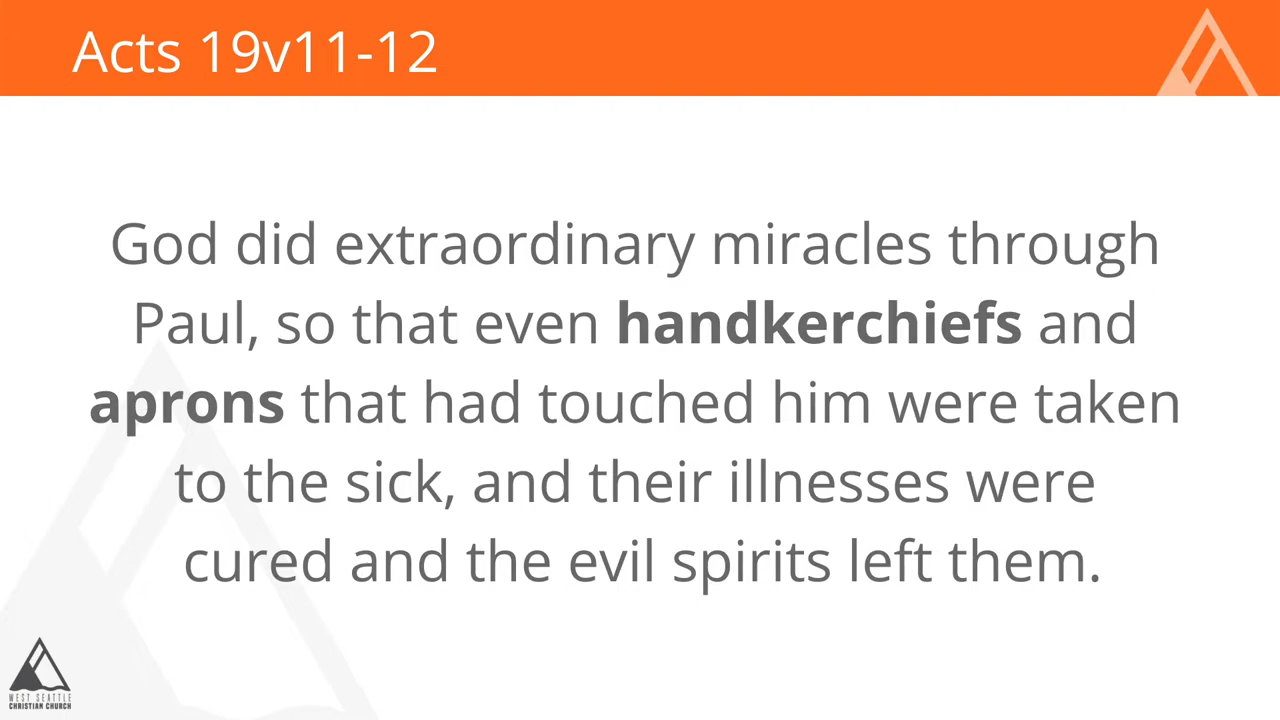 Acts 19v11-12
God did extraordinary miracles through
Paul, so that even handkerchiefs and
aprons that had touched him were taken
to the sick, and their illnesses were
cured and the evil spirits left them.
WEST SEATTLE
CHRISTIAN CHURCH